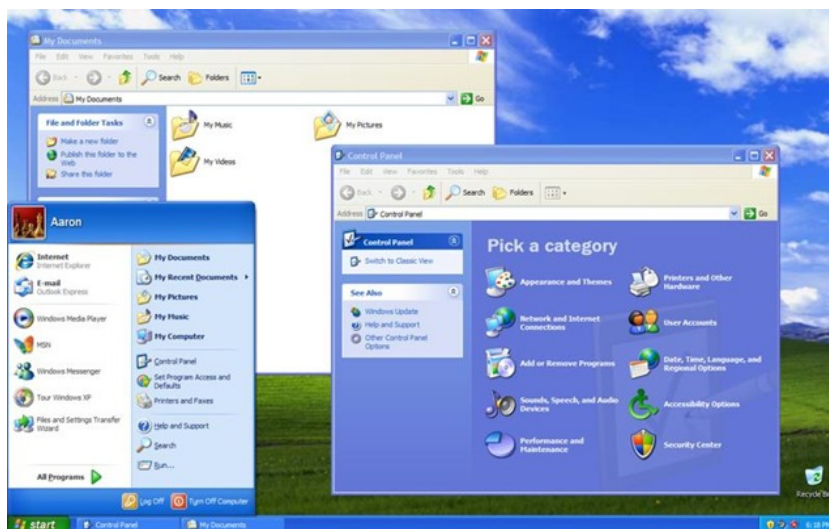 My Documents
File Edit View Favorites Tools Help
Back Search Folders
Address My Documents Go
File and Folder Tasks
Make a new folder
Publish this folder to the
Web
Share this folder
My Music
My Pictures
My Videos
Control Panel
File Edit View Favorites Tools Help
Back Search Folders
Address Control Panel Go
Control Panel
Switch to Classic View
See Also
Windows Update
Help and Support
Other Control Panel
Options
Pick a category
Appearance and Themes
Printers and Other
Hardware
Network and Internet
Connections
User Accounts
Add or Remove Programs
Date, Time, Language, and
Regional Options
Sounds, Speech, and Audio
Devices
Accessibility Options
Performance and
Maintenance
Security Center
Aaron
Internet
Internet Explorer
E-mail
Outlook Express
Windows Media Player
MSN
Windows Messenger
Tour Windows XP
Files and Settings Transfer
Wizard
All Programs
My Documents
My Recent Documents
My Pictures
My Music
My Computer
Control Panel
Set Program Access and
Defaults
Printers and Faxes
Help and Support
Search
Run...
Log Off Turn Off Computer
Recycle
start Control Panel My Documents